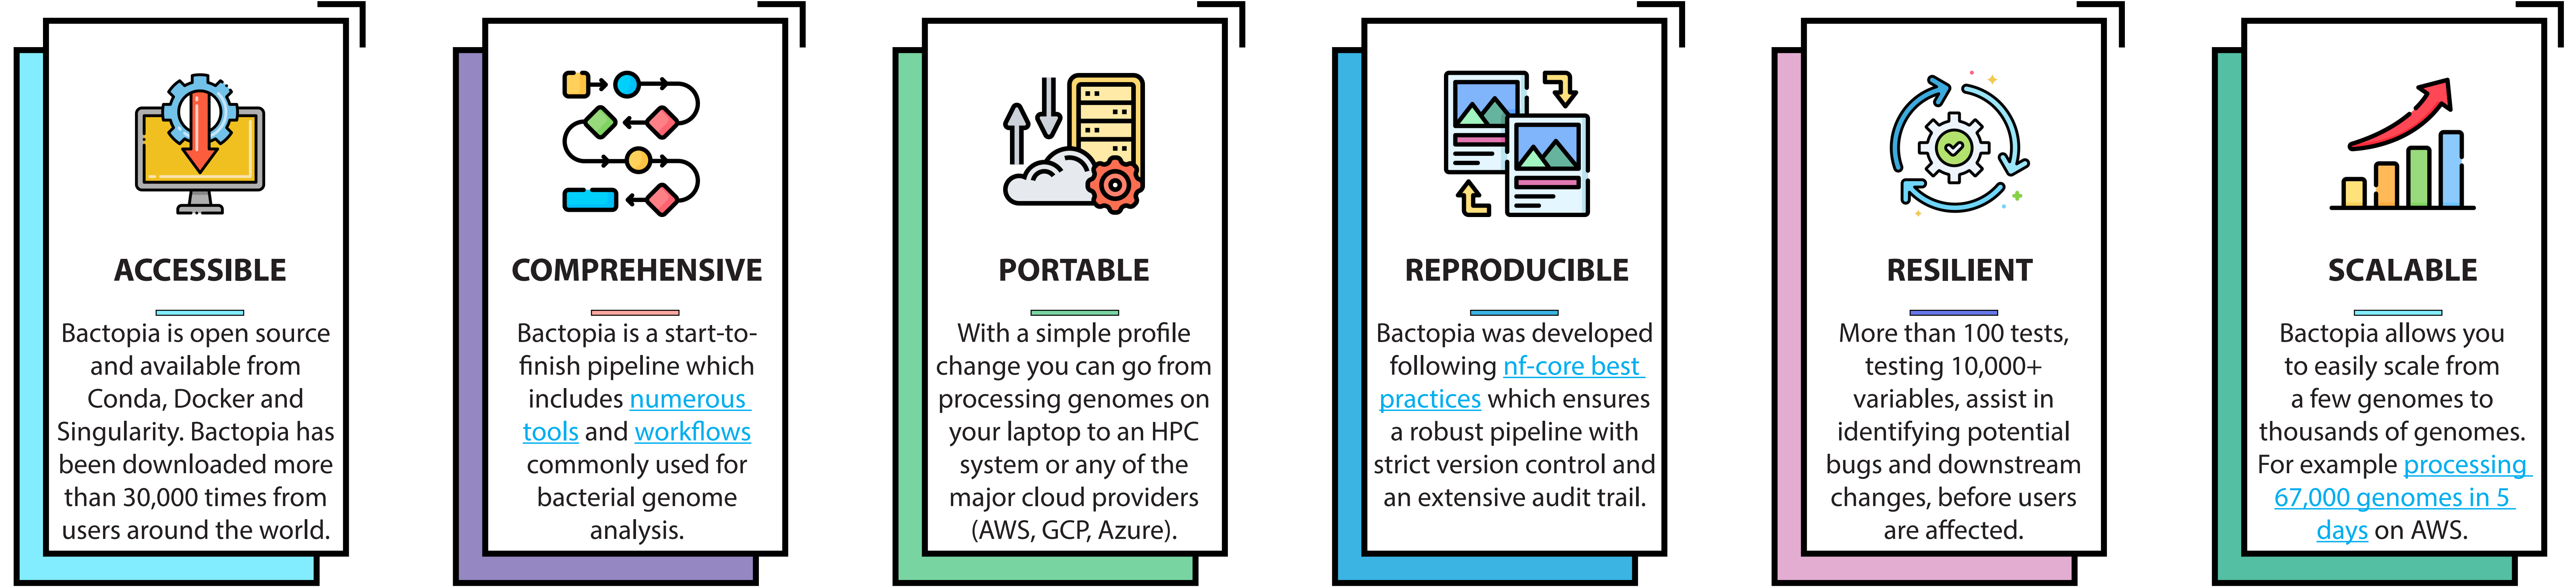 ACCESSIBLE
Bactopia is open source
and available from
Conda, Docker and
Singularity. Bactopia has
been downloaded more
than 30,000 times from
users around the world.
COMPREHENSIVE
Bactopia is a start-to-
finish pipeline which
includes numerous
tools and workflows
commonly used for
bacterial genome
analysis.
PORTABLE
With a simple profile
change you can go from
processing genomes on
your laptop to an HPC
system or any of the
major cloud providers
(AWS, GCP, Azure).
REPRODUCIBLE
Bactopia was developed
following nf-core best
practices which ensures
a robust pipeline with
strict version control and
an extensive audit trail.
RESILIENT
More than 100 tests,
testing 10,000+
variables, assist in
identifying potential
bugs and downstream
changes, before users
are affected.
SCALABLE
Bactopia allows you
to easily scale from
a few genomes to
thousands of genomes.
For example processing
67,000 genomes in 5
days on AWS.